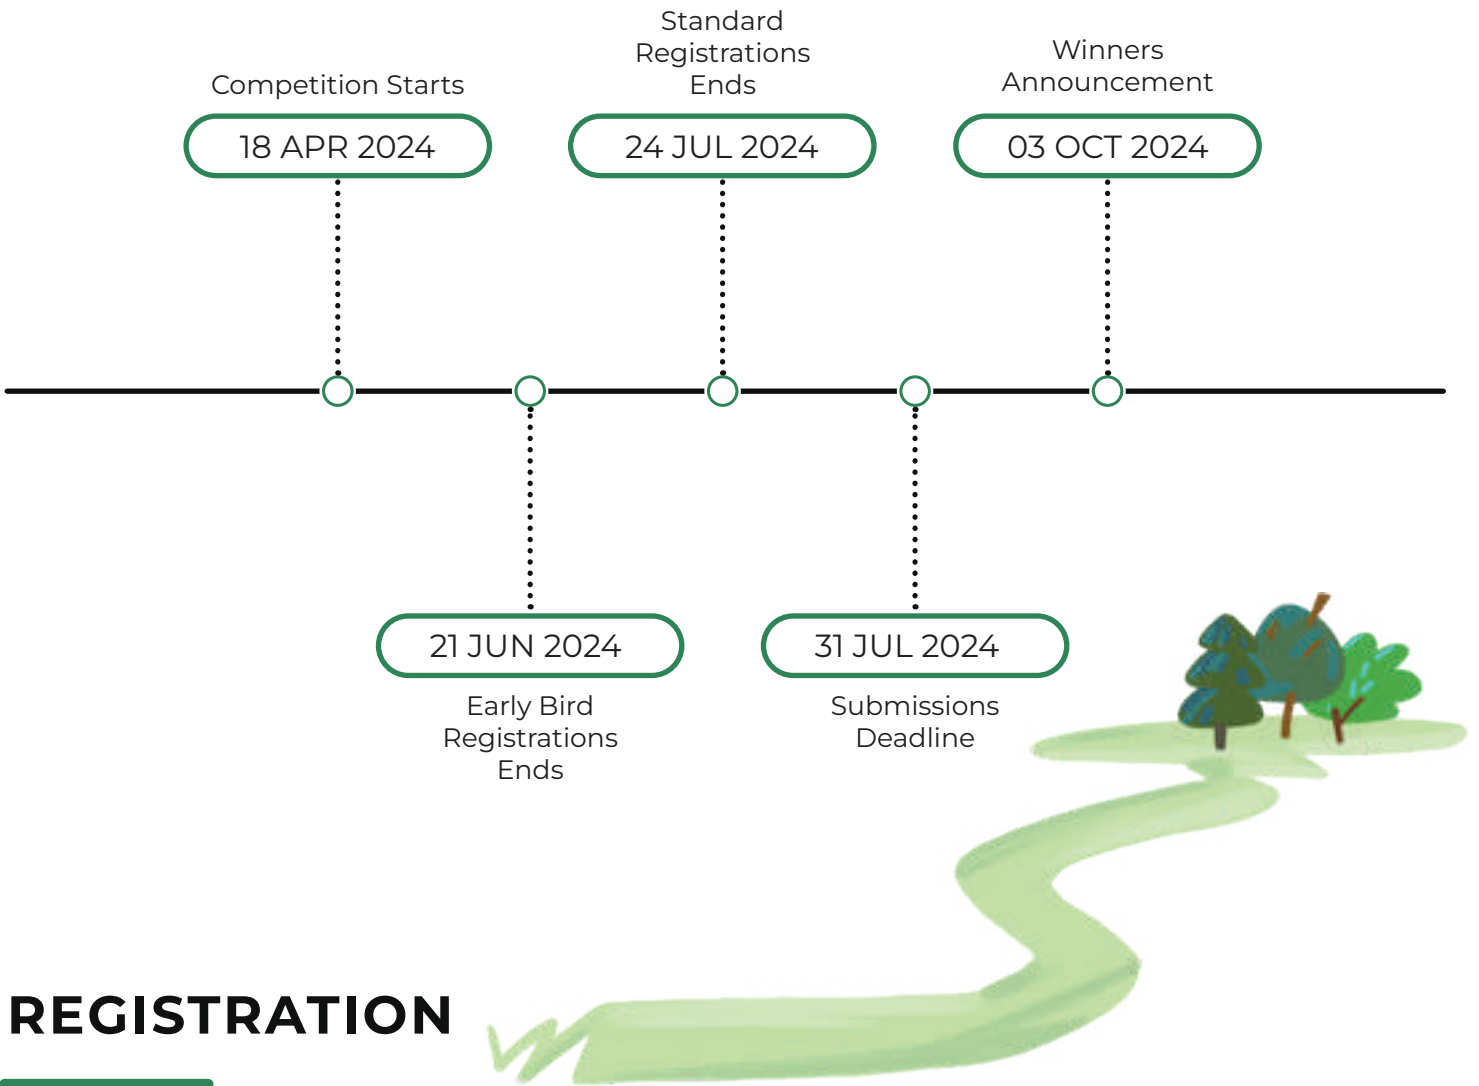 Competition Starts
18 APR 2024
Standard
Registrations
Ends
24 JUL 2024
Winners
Announcement
03 OCT 2024
21 JUN 2024
Early Bird
Registrations
Ends
31 JUL 2024
Submissions
Deadline
REGISTRATION